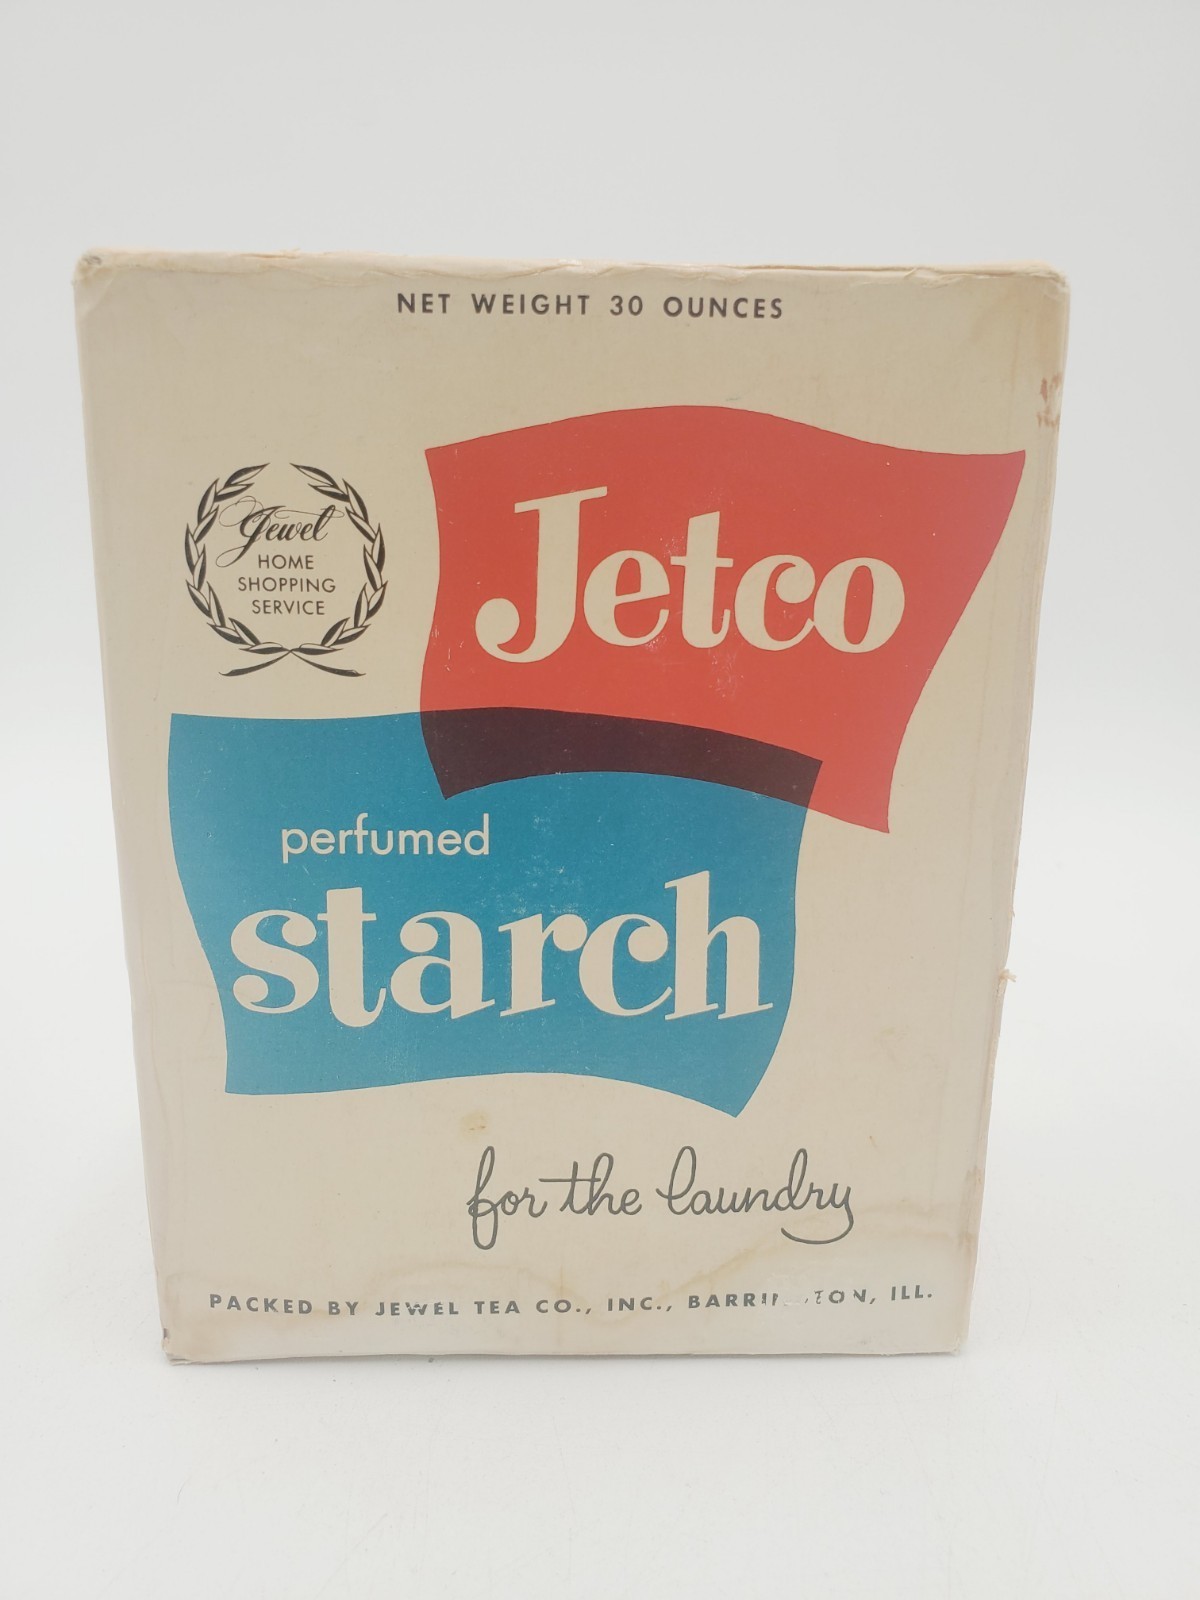 NET WEIGHT 30 OUNCES
Jewel
HOME
SHOPPING
SERVICE
Jetco
perfumed
starch
for the laundry
PACKED BY JEWEL TEA CO., INC., BARRINGTON, ILL.